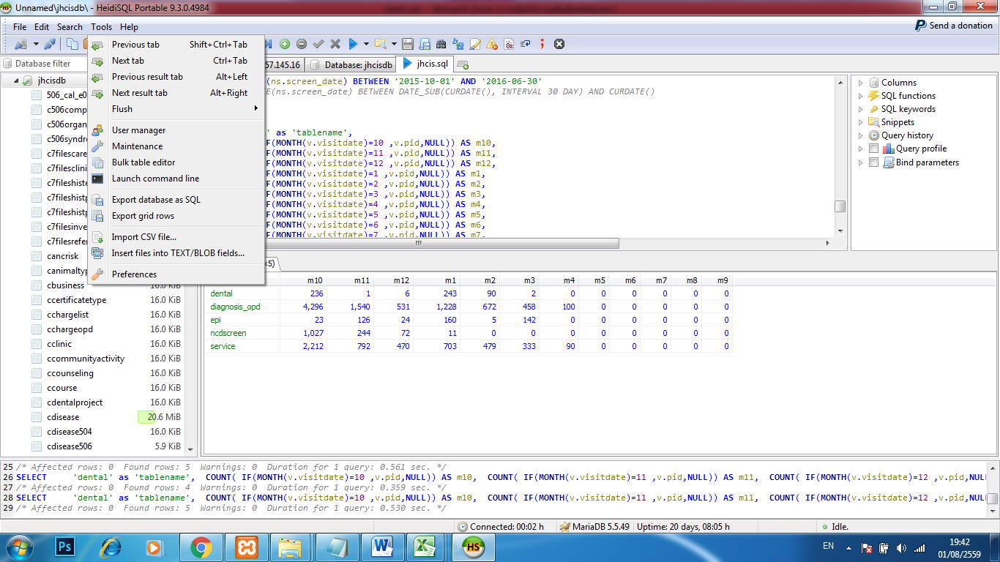 Unnamed\jhcisdb\ - HeidiSQL Portable 9.3.0.4984
File Edit Search Tools Help
Send a donation
Database filter
57.145.16
Database: jhcisdb
jhcis.sql
Previous tab Shift+Ctrl+Tab
Next tab Ctrl+Tab
Previous result tab Alt+Left
Next result tab Alt+Right
Flush
User manager
Maintenance
Bulk table editor
Launch command line
Export database as SQL
Export grid rows
Import CSV file...
Insert files into TEXT/BLOB fields...
Preferences
jhcisdb
506_cal_e0
c506comp
c506organ
c506syndr
c7filescare
c7filesclini
c7fileshiste
c7fileshistp
c7fileshistp
c7filesinve
c7filesrefer
cancrisk
canimalty
cbusiness 16.0 KiB
ccertificatetype 16.0 KiB
cchargelist 16.0 KiB
cchargeopd 16.0 KiB
cclinic 16.0 KiB
ccommunityactivity 16.0 KiB
ccounseling 16.0 KiB
ccourse 16.0 KiB
cdentalproject 16.0 KiB
cdisease 20.6 MiB
cdisease504 16.0 KiB
cdisease506 5.9 KiB
(ns.screen_date) BETWEEN '2015-10-01' AND '2016-06-30'
TE(ns.screen_date) BETWEEN DATE_SUB(CURDATE(), INTERVAL 30 DAY) AND CURDATE()
' as 'tablename',
F(MONTH(v.visitdate)=10 ,v.pid,NULL)) AS m10,
F(MONTH(v.visitdate)=11 ,v.pid,NULL)) AS m11,
F(MONTH(v.visitdate)=12 ,v.pid,NULL)) AS m12,
F(MONTH(v.visitdate)=1 ,v.pid,NULL)) AS m1,
F(MONTH(v.visitdate)=2 ,v.pid,NULL)) AS m2,
F(MONTH(v.visitdate)=3 ,v.pid,NULL)) AS m3,
F(MONTH(v.visitdate)=4 ,v.pid,NULL)) AS m4,
F(MONTH(v.visitdate)=5 ,v.pid,NULL)) AS m5,
F(MONTH(v.visitdate)=6 ,v.pid,NULL)) AS m6,
F(MONTH(v.visitdate)=7 ,v.pid,NULL)) AS m7,
Columns
SQL functions
SQL keywords
Snippets
Query history
Query profile
Bind parameters
×5)
m10 m11 m12 m1 m2 m3 m4 m5 m6 m7 m8 m9
dental 236 1 6 243 90 2 0 0 0 0 0 0
diagnosis_opd 4,296 1,540 531 1,228 672 458 100 0 0 0 0 0
epi 23 126 24 160 5 142 0 0 0 0 0 0
ncdscreen 1,027 244 72 11 0 0 0 0 0 0 0 0
service 2,212 792 470 703 479 333 90 0 0 0 0 0
25 /* Affected rows: 0 Found rows: 5 Warnings: 0 Duration for 1 query: 0.561 sec. */
26 SELECT 'dental' as 'tablename', COUNT( IF(MONTH(v.visitdate)=10 ,v.pid,NULL)) AS m10, COUNT( IF(MONTH(v.visitdate)=11 ,v.pid,NULL)) AS m11, COUNT( IF(MONTH(v.visitdate)=12 ,v.pid,NUL
27 /* Affected rows: 0 Found rows: 4 Warnings: 0 Duration for 1 query: 0.359 sec. */
28 SELECT 'dental' as 'tablename', COUNT( IF(MONTH(v.visitdate)=10 ,v.pid,NULL)) AS m10, COUNT( IF(MONTH(v.visitdate)=11 ,v.pid,NULL)) AS m11, COUNT( IF(MONTH(v.visitdate)=12 ,v.pid,NUL
29 /* Affected rows: 0 Found rows: 5 Warnings: 0 Duration for 1 query: 0.530 sec. */
Connected: 00:02 h
MariaDB 5.5.49
Uptime: 20 days, 08:05 h
Idle.
EN
19:42
01/08/2559